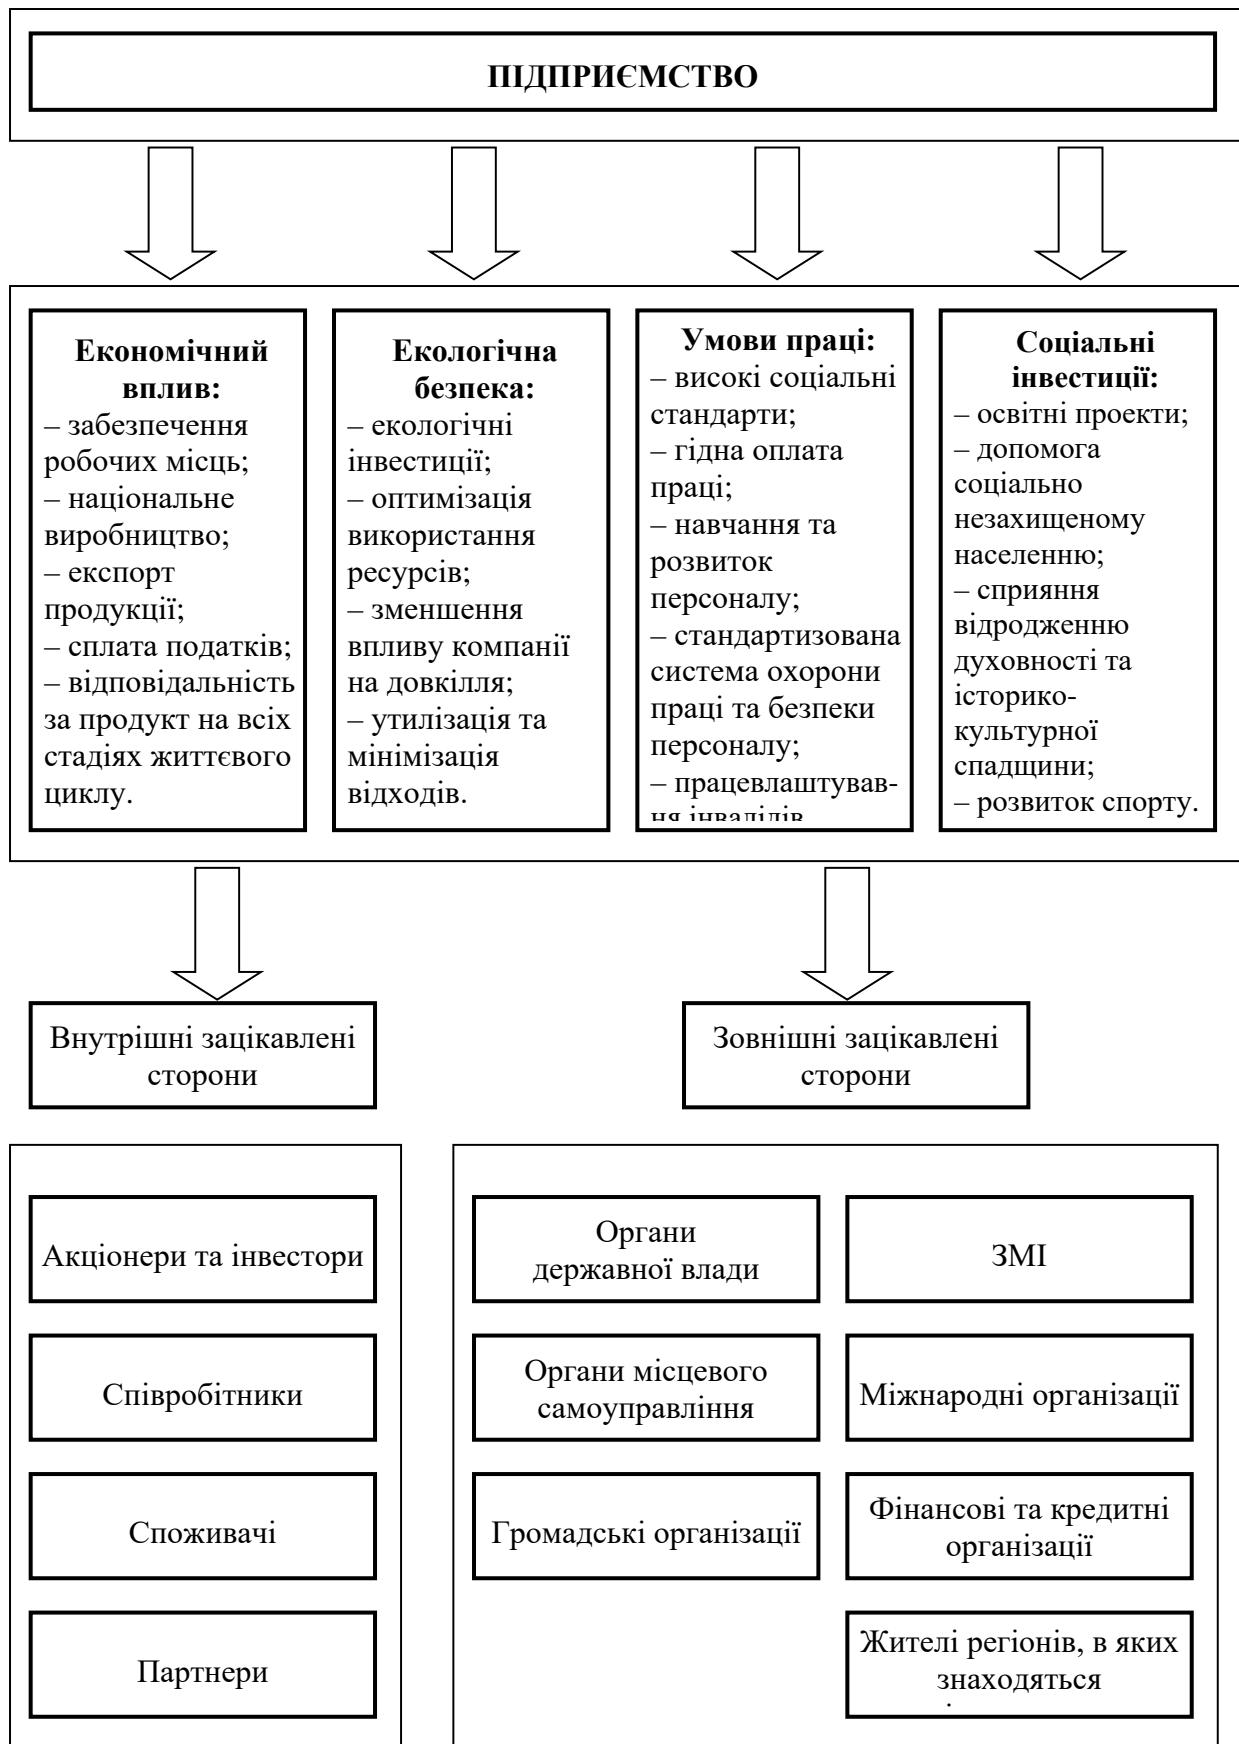 ПІДПРИЄМСТВО
Економічний
вплив:
– забезпечення
робочих місць;
– національне
виробництво;
– експорт
продукції;
– сплата податків;
– відповідальність
за продукт на всіх
стадіях життєвого
циклу.
Екологічна
безпека:
– екологічні
інвестиції;
– оптимізація
використання
ресурсів;
– зменшення
впливу компанії
на довкілля;
– утилізація та
мінімізація
відходів.
Умови праці:
– високі соціальні
стандарти;
– гідна оплата
праці;
– навчання та
розвиток
персоналу;
– стандартизована
система охорони
праці та безпеки
персоналу;
– працевлаштуван-
ня інвалідів
Соціальні
інвестиції:
– освітні проекти;
– допомога
соціально
незахищеному
населенню;
– сприяння
відродженню
духовності та
історико-
культурної
спадщини;
– розвиток спорту.
Внутрішні зацікавлені
сторони
Зовнішні зацікавлені
сторони
Акціонери та інвестори
Співробітники
Споживачі
Партнери
Органи
державної влади
Органи місцевого
самоуправління
Громадські організації
ЗМІ
Міжнародні організації
Фінансові та кредитні
організації
Жителі регіонів, в яких
знаходяться